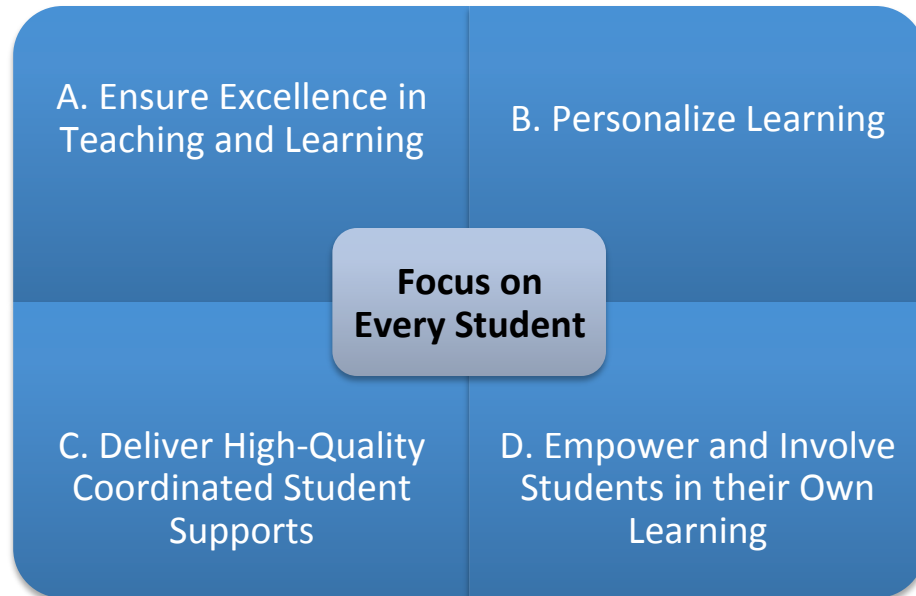 A. Ensure Excellence in
Teaching and Learning
B. Personalize Learning
Focus on
Every Student
C. Deliver High-Quality
Coordinated Student
Supports
D. Empower and Involve
Students in their Own
Learning